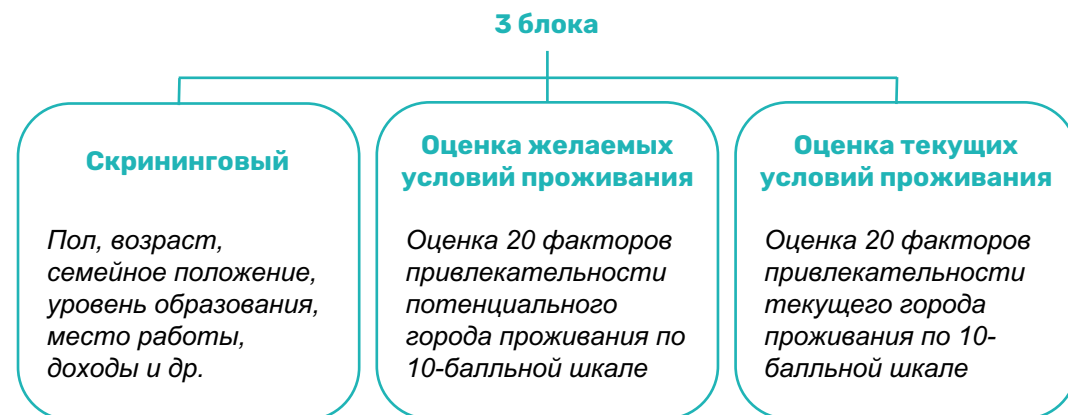 3 блока
Скрининговый
Пол, возраст,
семейное положение,
уровень образования,
место работы,
доходы и др.
Оценка желаемых
условий проживания
Оценка 20 факторов
привлекательности
потенциального
города проживания по
10-балльной шкале
Оценка текущих
условий проживания
Оценка 20 факторов
привлекательности
текущего города
проживания по 10-
балльной шкале